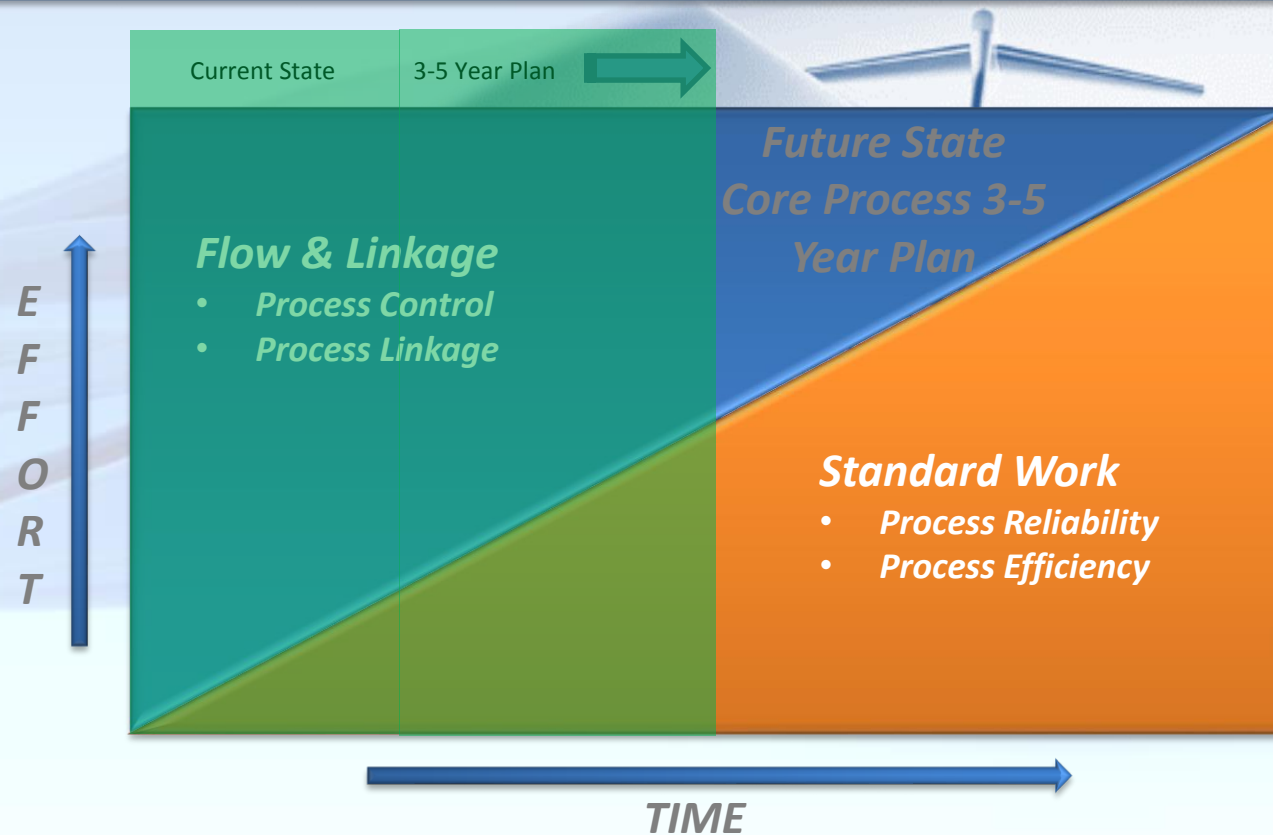 Current State
3-5 Year Plan
Future State
Core Process 3-5
Year Plan
Flow & Linkage
• Process Control
• Process Linkage
EFFORT
Standard Work
• Process Reliability
• Process Efficiency
TIME